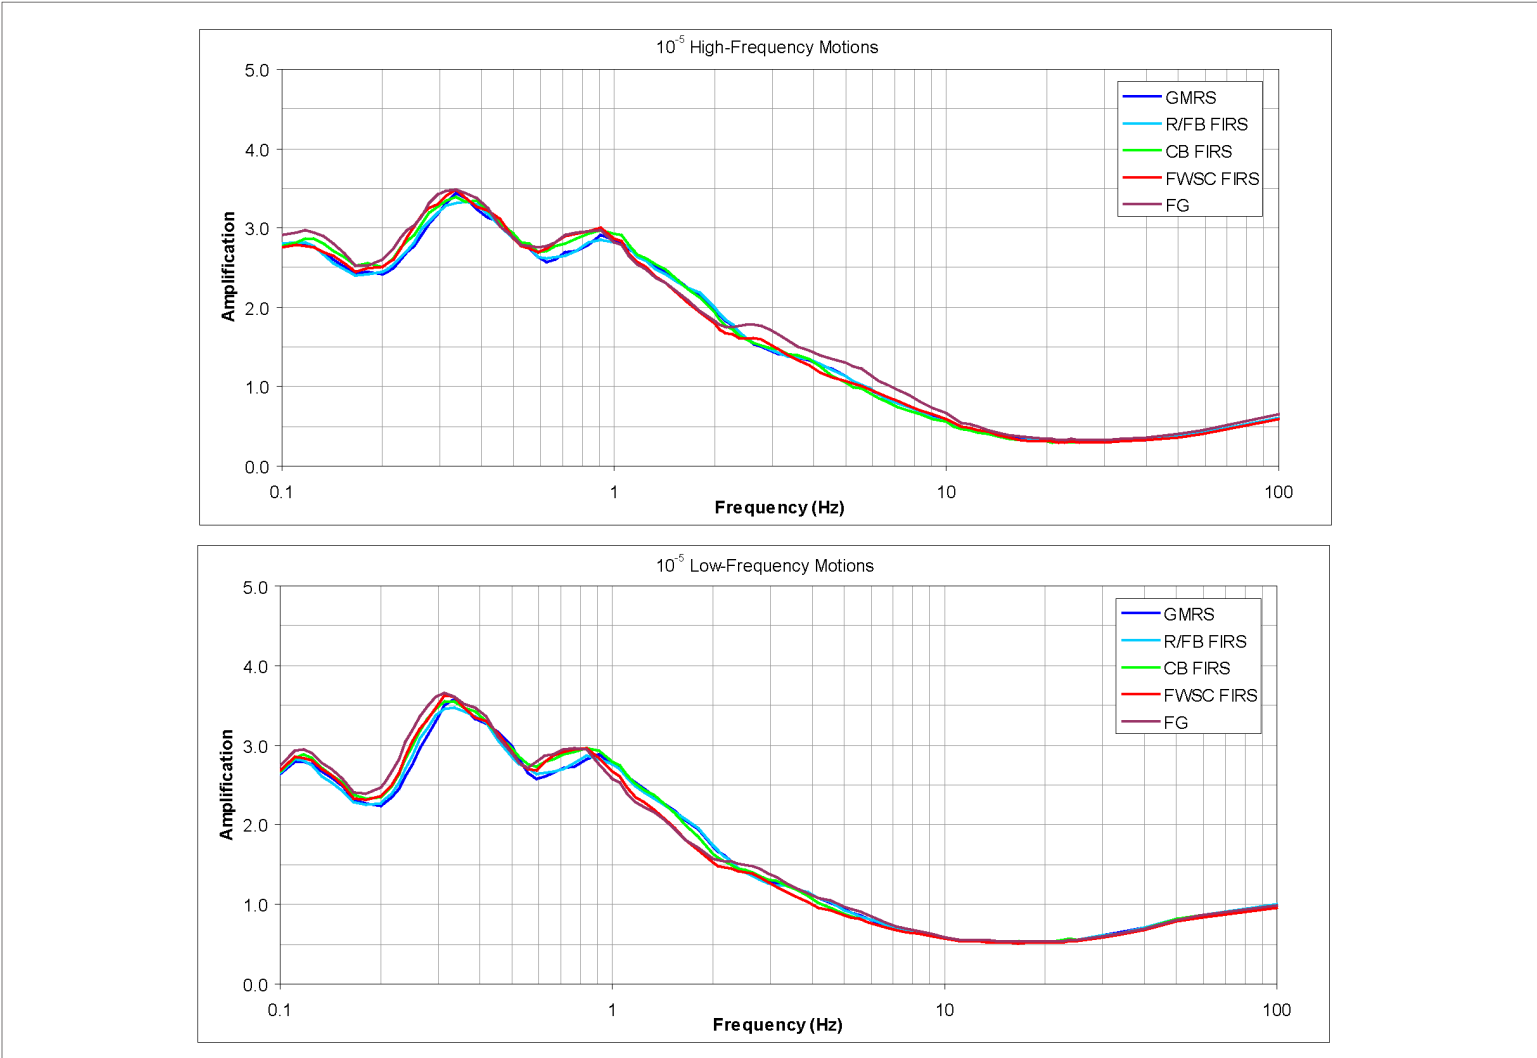 10⁻⁵ High-Frequency Motions
5.0
4.0
3.0
2.0
1.0
0.0
Amplification
GMRS
R/FB FIRS
CB FIRS
FWSC FIRS
FG
0.1
1
10
100
Frequency (Hz)
10⁻⁵ Low-Frequency Motions
5.0
4.0
3.0
2.0
1.0
0.0
Amplification
GMRS
R/FB FIRS
CB FIRS
FWSC FIRS
FG
0.1
1
10
100
Frequency (Hz)